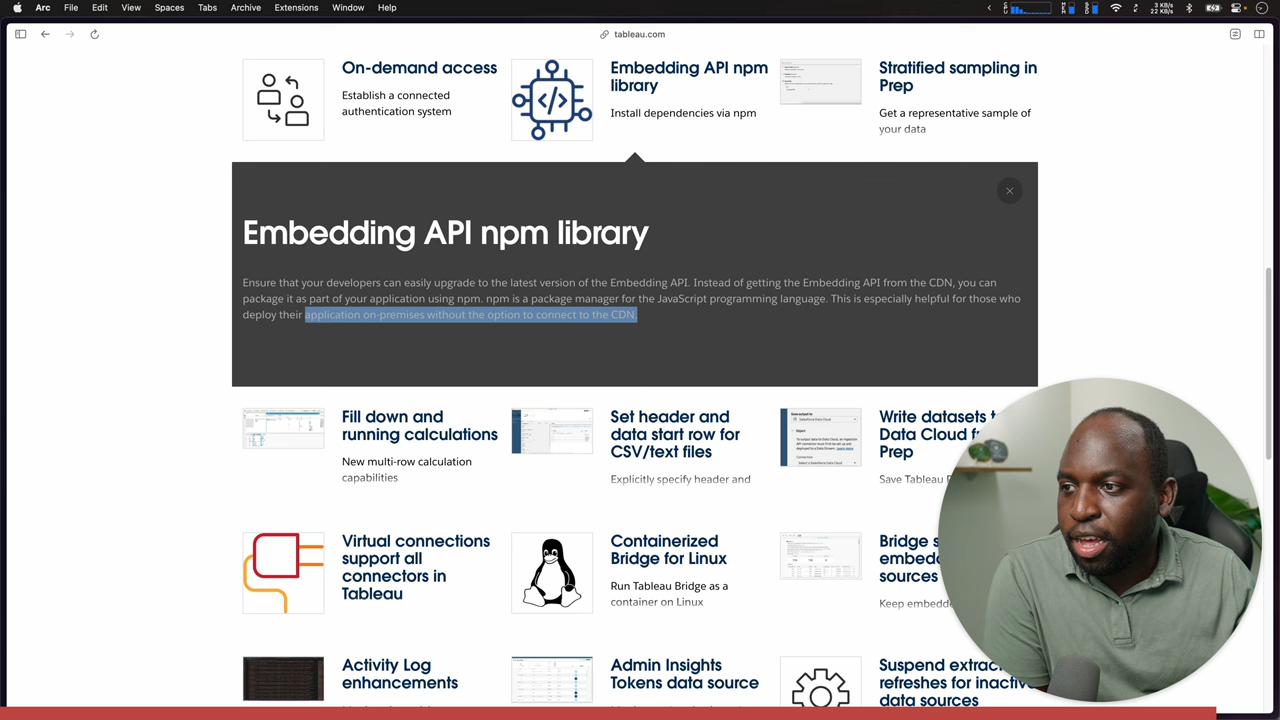 Arc File Edit View Spaces Tabs Archive Extensions Window Help
3 KB/s
22 KB/s
tableau.com
On-demand access
Establish a connected
authentication system
Embedding API npm
library
Install dependencies via npm
Stratified sampling in
Prep
Get a representative sample of
your data
Embedding API npm library
Ensure that your developers can easily upgrade to the latest version of the Embedding API. Instead of getting the Embedding API from the CDN, you can
package it as part of your application using npm. npm is a package manager for the JavaScript programming language. This is especially helpful for those who
deploy their application on-premises without the option to connect to the CDN.
Fill down and
running calculations
New multi-row calculation
capabilities
Set header and
data start row for
CSV/text files
Explicitly specify header and
Write datasets
Data Cloud
Prep
Save Tableau
Virtual connections
support all
connectors in
Tableau
Containerized
Bridge for Linux
Run Tableau Bridge as a
container on Linux
Bridge
sources
Keep
Activity Log
enhancements
Admin Insights
Tokens data source
Suspend extract
refreshes for inactive
data sources